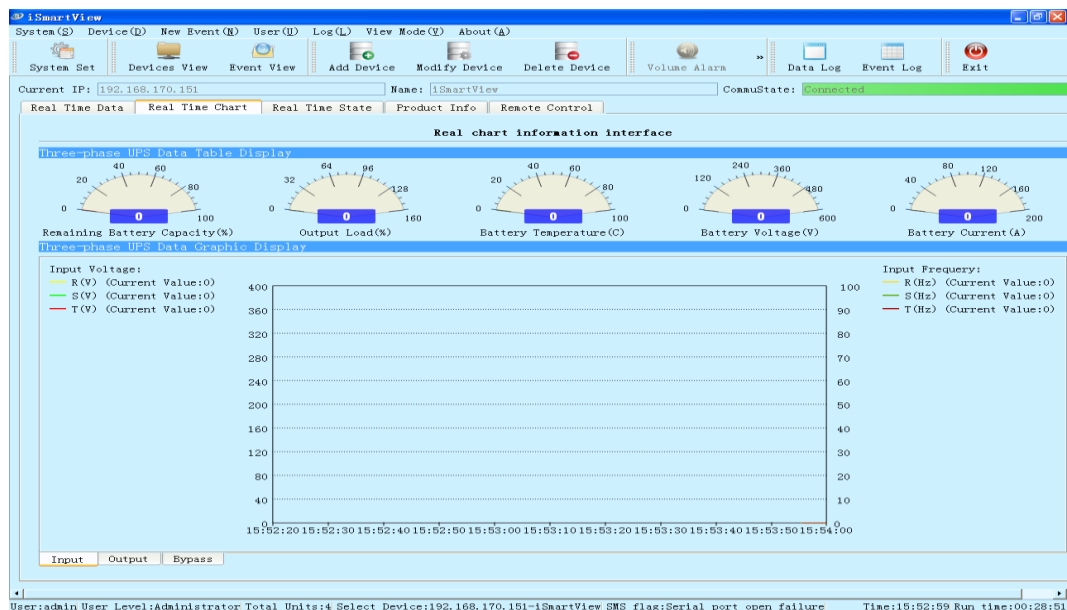 iSmartView
System(S) Device(D) New Event(N) User(U) Log(L) View Mode(V) About(A)
System Set Devices View Event View Add Device Modify Device Delete Device Volume Alarm » Data Log Event Log Exit
Current IP: 192.168.170.151 Name: iSmartView CommuState: Connected
Real Time Data Real Time Chart Real Time State Product Info Remote Control
Real chart information interface
Three-phase UPS Data Table Display
0 20 40 60 80 100 0
0 32 64 96 128 160 0
0 20 40 60 80 100 0
0 120 240 360 480 600 0
0 40 80 120 160 200 0
Remaining Battery Capacity(%) Output Load(%) Battery Temperature(C) Battery Voltage(V) Battery Current(A)
Three-phase UPS Data Graphic Display
Input Voltage:
R(V) (Current Value:0)
S(V) (Current Value:0)
T(V) (Current Value:0)
Input Frequery:
R(Hz) (Current Value:0)
S(Hz) (Current Value:0)
T(Hz) (Current Value:0)
400 100
360 90
320 80
280 70
240 60
200 50
160 40
120 30
80 20
40 10
0 0
15:52:20 15:52:30 15:52:40 15:52:50 15:53:00 15:53:10 15:53:20 15:53:30 15:53:40 15:53:50 15:54:00
Input Output Bypass
User:admin User Level:Administrator Total Units:4 Select Device:192.168.170.151-iSmartView SMS flag:Serial port open failure Time:15:52:59 Run time:00:28:51